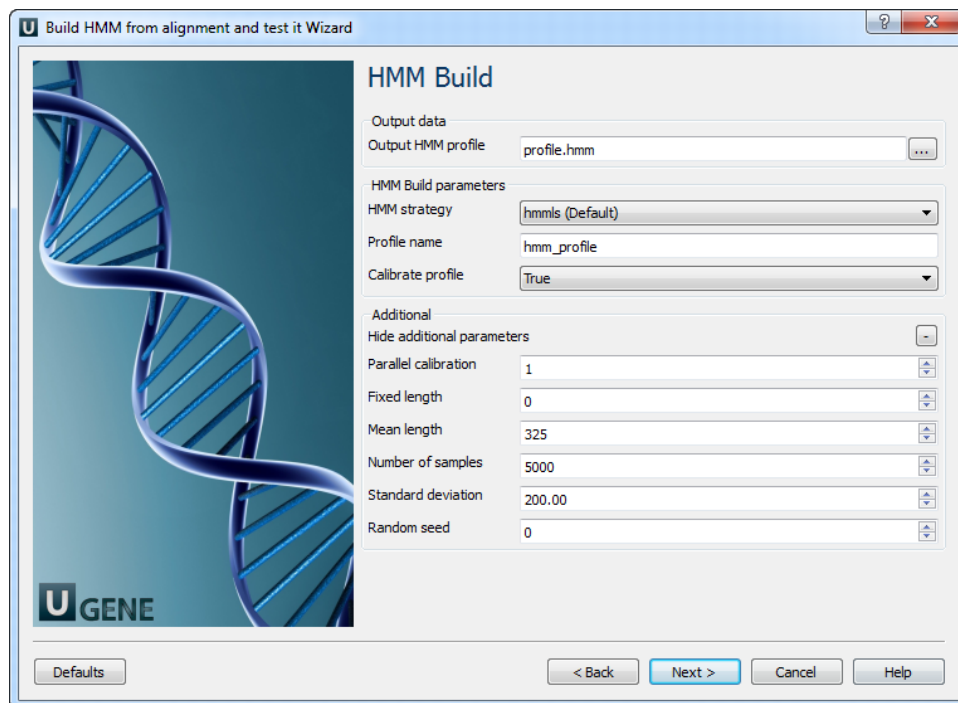 U Build HMM from alignment and test it Wizard ? X
HMM Build
Output data
Output HMM profile profile.hmm ...
HMM Build parameters
HMM strategy hmmls (Default)
Profile name hmm_profile
Calibrate profile True
Additional
Hide additional parameters -
Parallel calibration 1
Fixed length 0
Mean length 325
Number of samples 5000
Standard deviation 200.00
Random seed 0
U GENE
Defaults < Back Next > Cancel Help